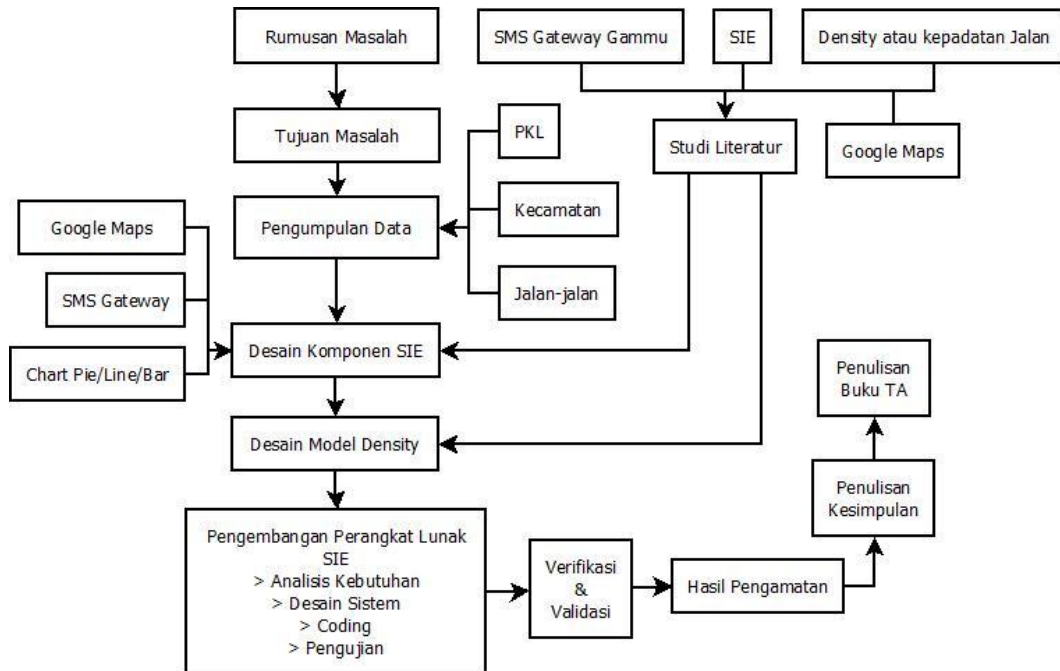 Rumusan Masalah
SMS Gateway Gammu
SIE
Density atau kepadatan Jalan
Tujuan Masalah
PKL
Studi Literatur
Google Maps
Google Maps
Pengumpulan Data
Kecamatan
SMS Gateway
Jalan-jalan
Chart Pie/Line/Bar
Desain Komponen SIE
Penulisan
Buku TA
Desain Model Density
Penulisan
Kesimpulan
Pengembangan Perangkat Lunak
SIE
> Analisis Kebutuhan
> Desain Sistem
> Coding
> Pengujian
Verifikasi
&
Validasi
Hasil Pengamatan